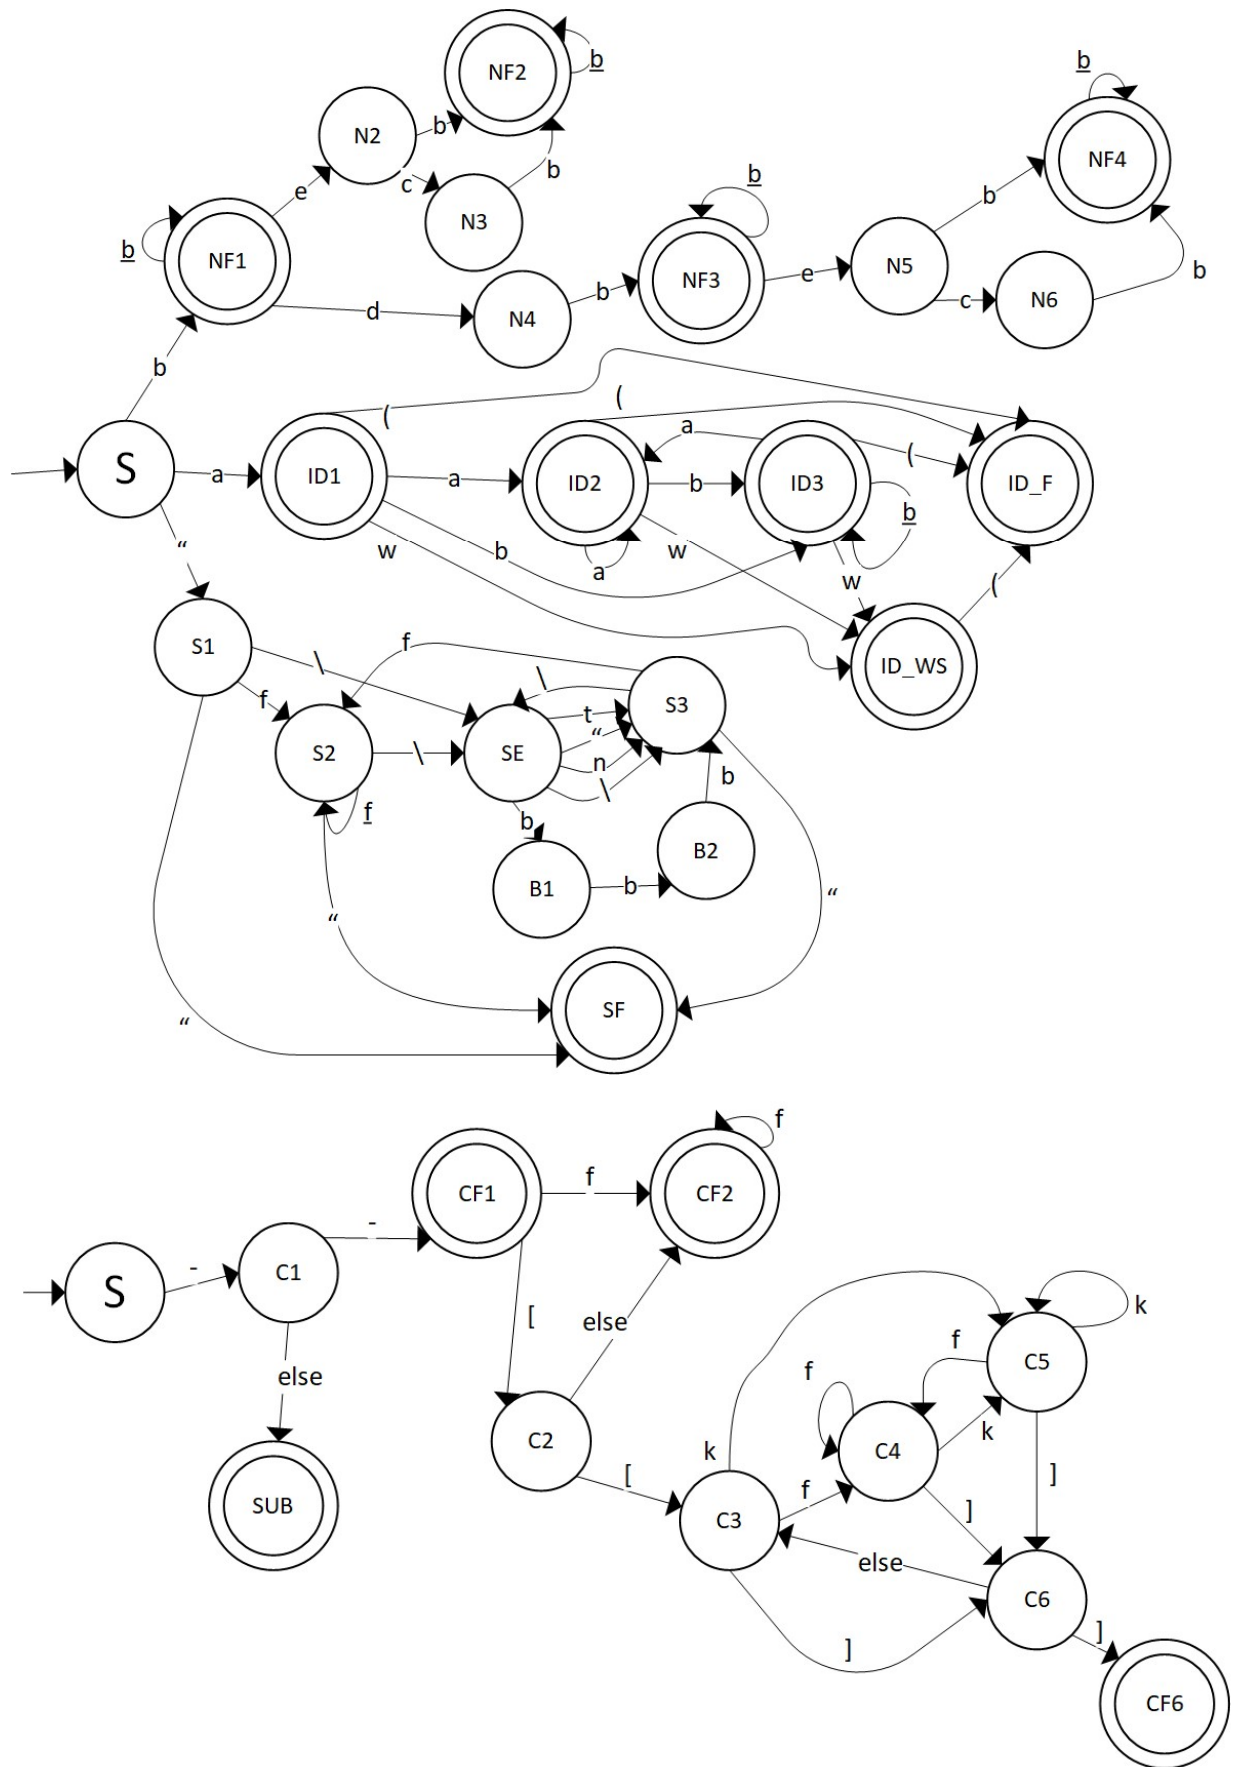 NF2
b
b
N2
b
NF4
b
b
c
b
e
N3
b
NF1
b
NF3
e
N5
b
c
N6
b
d
N4
b
(
(
a
(
S
a
ID1
a
ID2
b
ID3
ID_F
b
“
w
b
a
w
w
(
S1
\
f
\
S3
ID_WS
f
t
“
S2
\
SE
n
\
b
f
b
B2
B1
b
“
“
SF
“
f
CF1
f
CF2
-
-
S
C1
[
else
k
f
C5
else
f
C2
k
C4
[
k
f
]
SUB
C3
]
else
C6
]
]
CF6